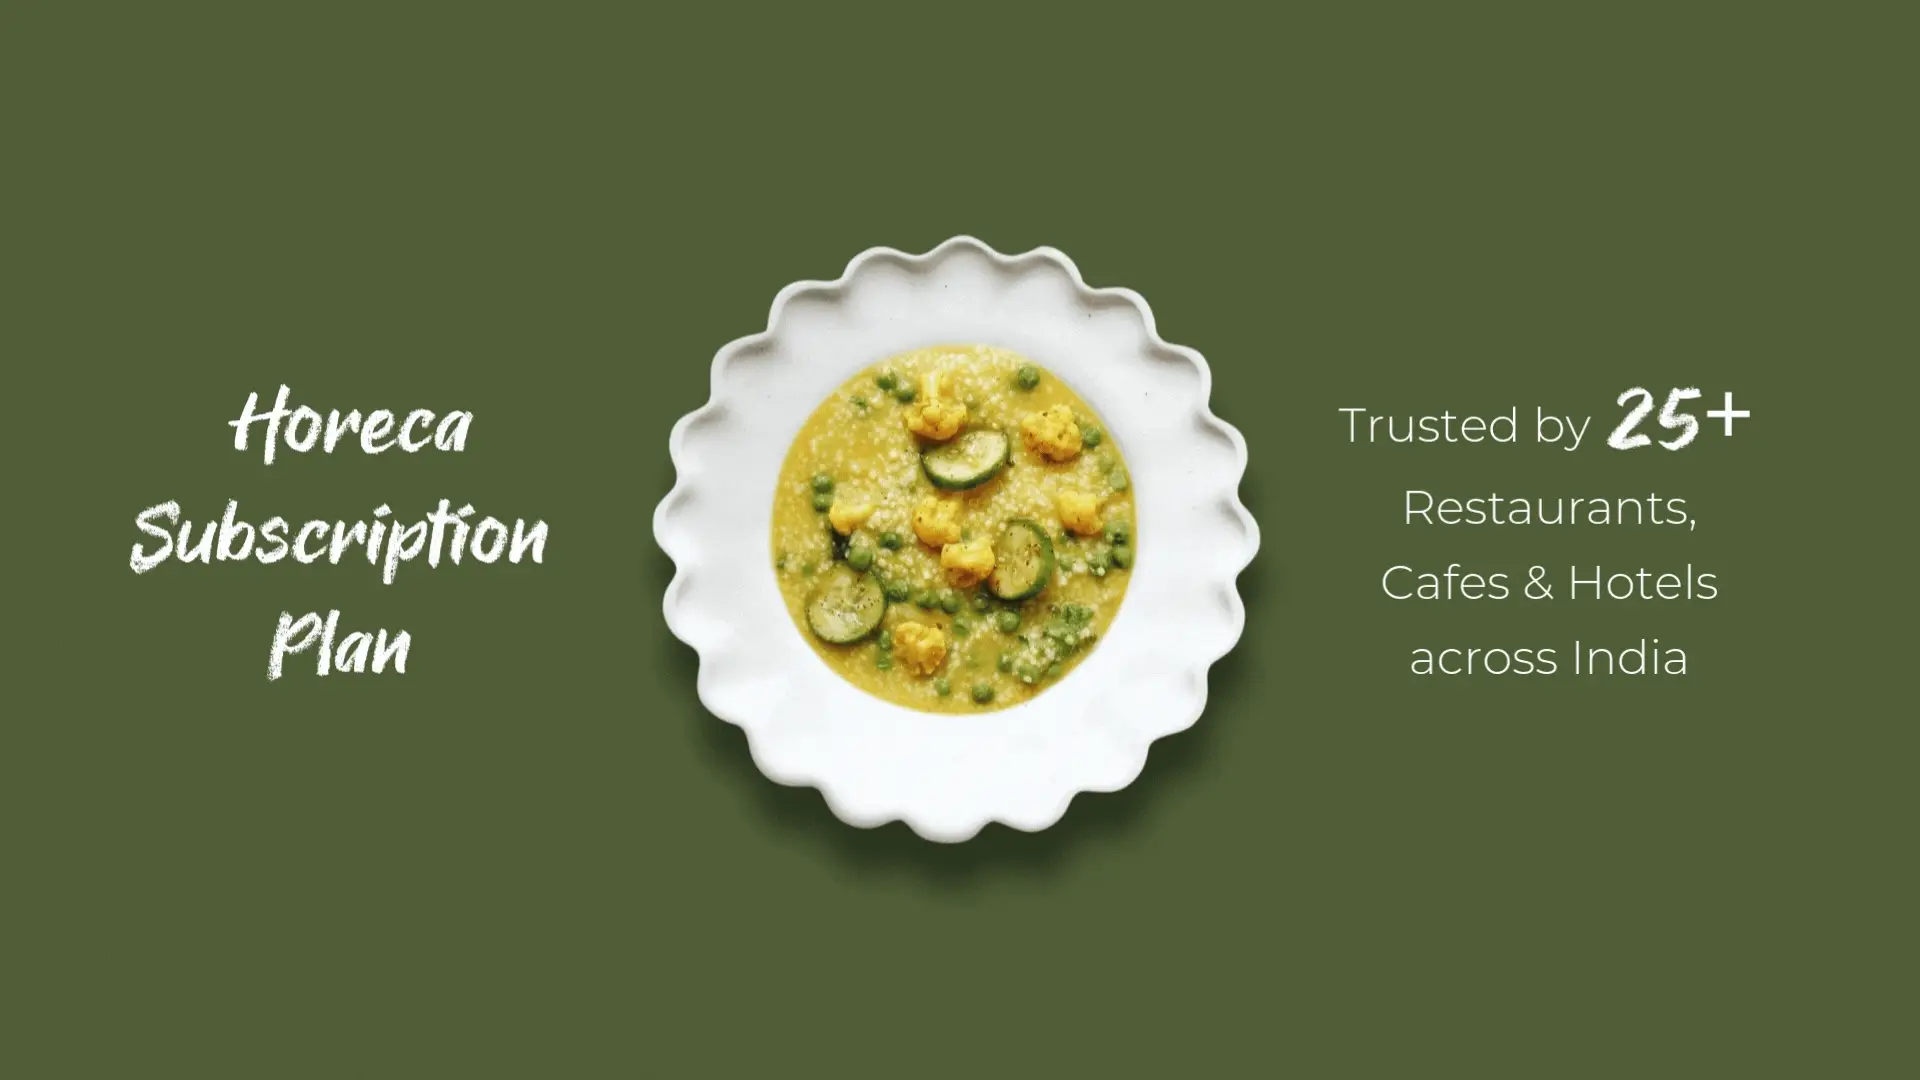 Horeca
Subscription
Plan
Trusted by 25+
Restaurants,
Cafes & Hotels
across India